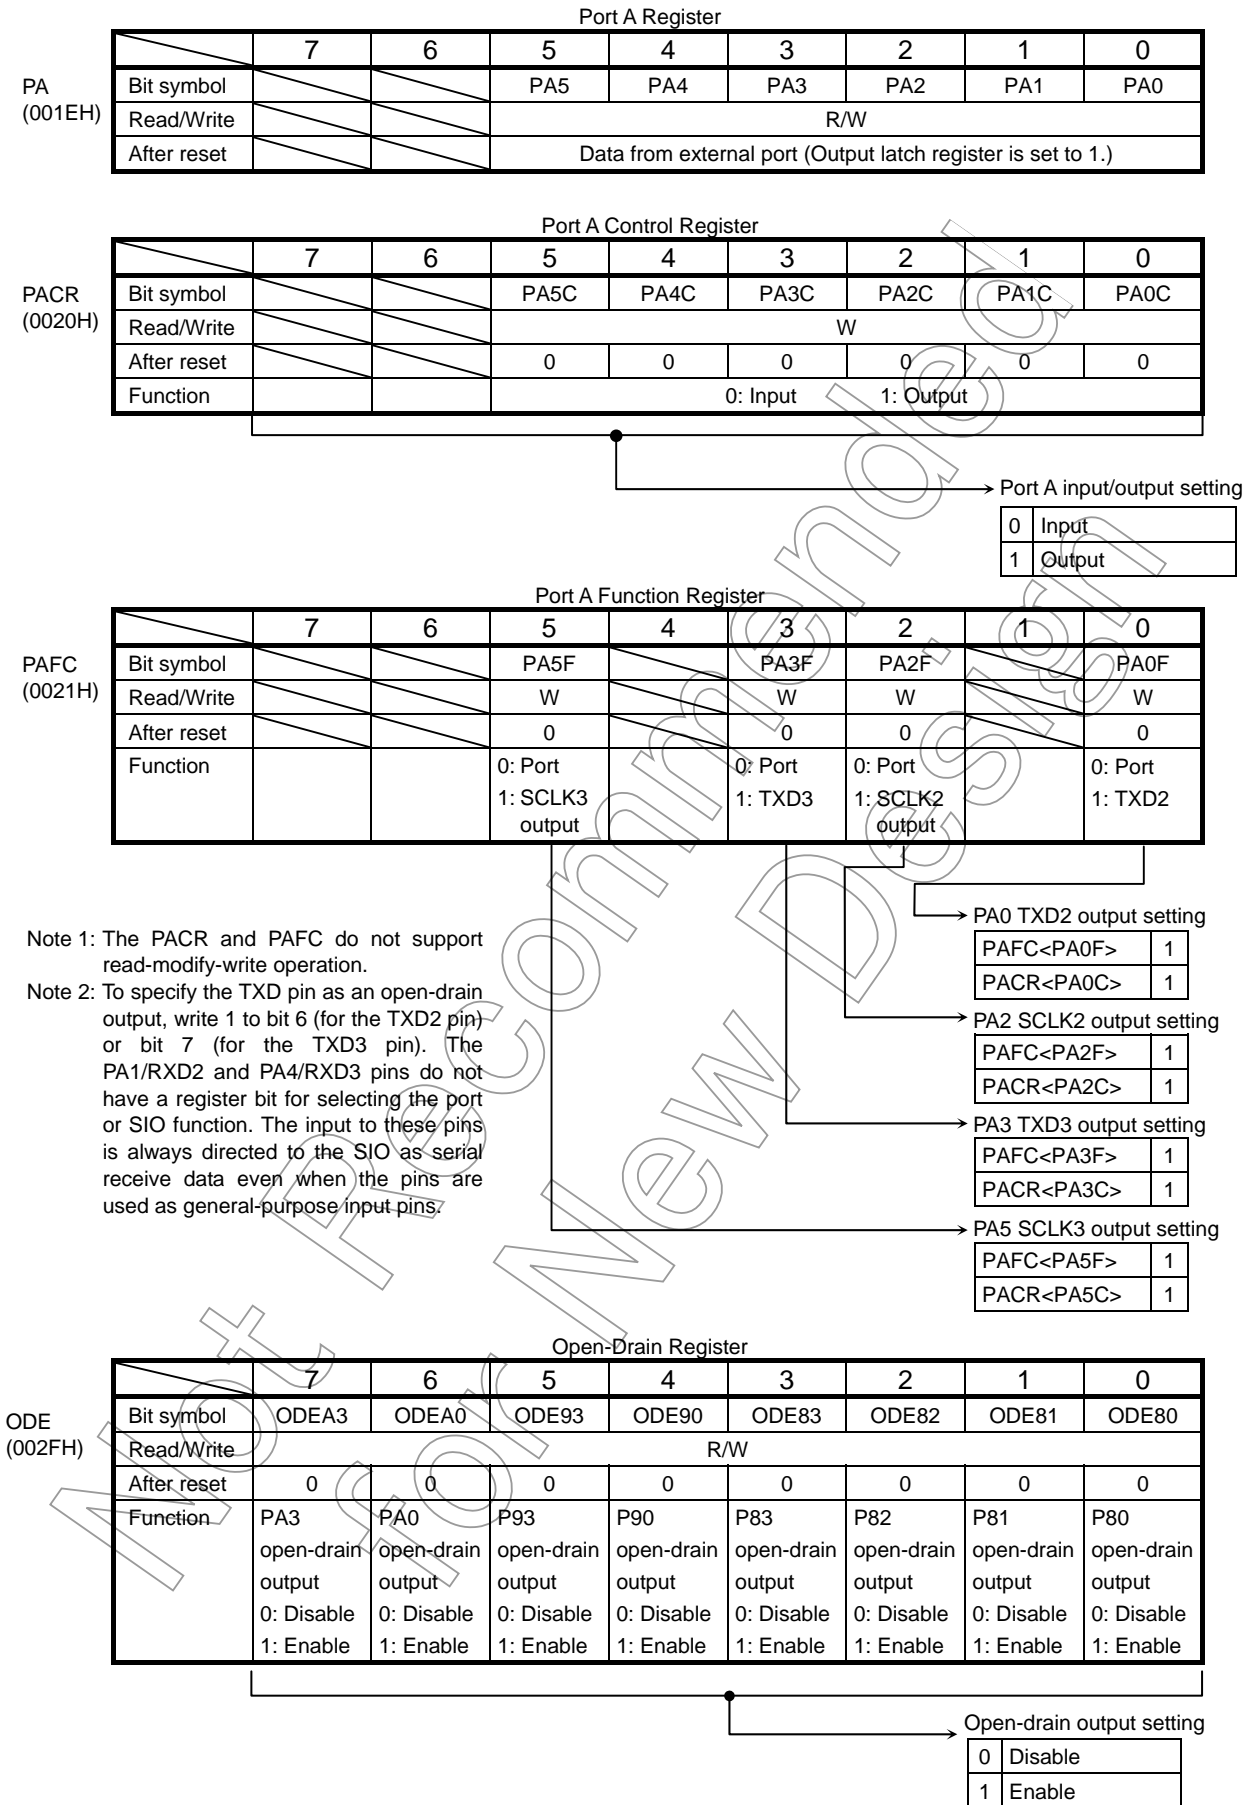 Port A Register
7 6 5 4 3 2 1 0
PA
(001EH)
Bit symbol PA5 PA4 PA3 PA2 PA1 PA0
Read/Write R/W
After reset Data from external port (Output latch register is set to 1.)
Port A Control Register
7 6 5 4 3 2 1 0
PACR
(0020H)
Bit symbol PA5C PA4C PA3C PA2C PA1C PA0C
Read/Write W
After reset 0 0 0 0 0 0
Function 0: Input 1: Output
Port A input/output setting
0 Input
1 Output
Port A Function Register
7 6 5 4 3 2 1 0
PAFC
(0021H)
Bit symbol PA5F PA3F PA2F PA0F
Read/Write W W W W
After reset 0 0 0 0
Function 0: Port 0: Port 0: Port 0: Port
1: SCLK3 1: TXD3 1: SCLK2 1: TXD2
output output
Note 1: The PACR and PAFC do not support
read-modify-write operation.
Note 2: To specify the TXD pin as an open-drain
output, write 1 to bit 6 (for the TXD2 pin)
or bit 7 (for the TXD3 pin). The
PA1/RXD2 and PA4/RXD3 pins do not
have a register bit for selecting the port
or SIO function. The input to these pins
is always directed to the SIO as serial
receive data even when the pins are
used as general-purpose input pins.
PA0 TXD2 output setting
PAFC<PA0F> 1
PACR<PA0C> 1
PA2 SCLK2 output setting
PAFC<PA2F> 1
PACR<PA2C> 1
PA3 TXD3 output setting
PAFC<PA3F> 1
PACR<PA3C> 1
PA5 SCLK3 output setting
PAFC<PA5F> 1
PACR<PA5C> 1
Open-Drain Register
7 6 5 4 3 2 1 0
ODE
(002FH)
Bit symbol ODEA3 ODEA0 ODE93 ODE90 ODE83 ODE82 ODE81 ODE80
Read/Write R/W
After reset 0 0 0 0 0 0 0 0
Function PA3 PA0 P93 P90 P83 P82 P81 P80
open-drain open-drain open-drain open-drain open-drain open-drain open-drain open-drain
output output output output output output output output
0: Disable 0: Disable 0: Disable 0: Disable 0: Disable 0: Disable 0: Disable 0: Disable
1: Enable 1: Enable 1: Enable 1: Enable 1: Enable 1: Enable 1: Enable 1: Enable
Open-drain output setting
0 Disable
1 Enable
Not Recommended
for New Design